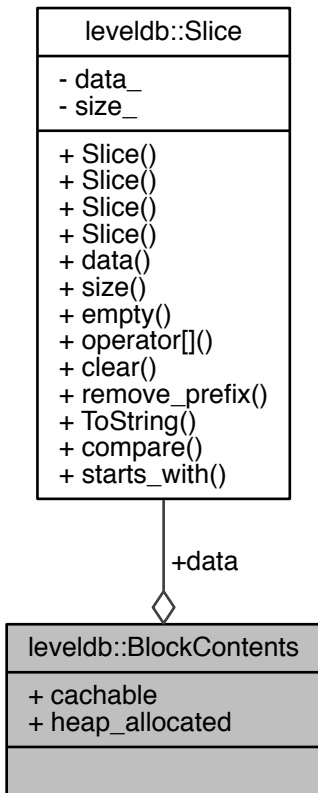 leveldb::Slice
- data_
- size_
+ Slice()
+ Slice()
+ Slice()
+ Slice()
+ data()
+ size()
+ empty()
+ operator[]()
+ clear()
+ remove_prefix()
+ ToString()
+ compare()
+ starts_with()
+data
leveldb::BlockContents
+ cachable
+ heap_allocated